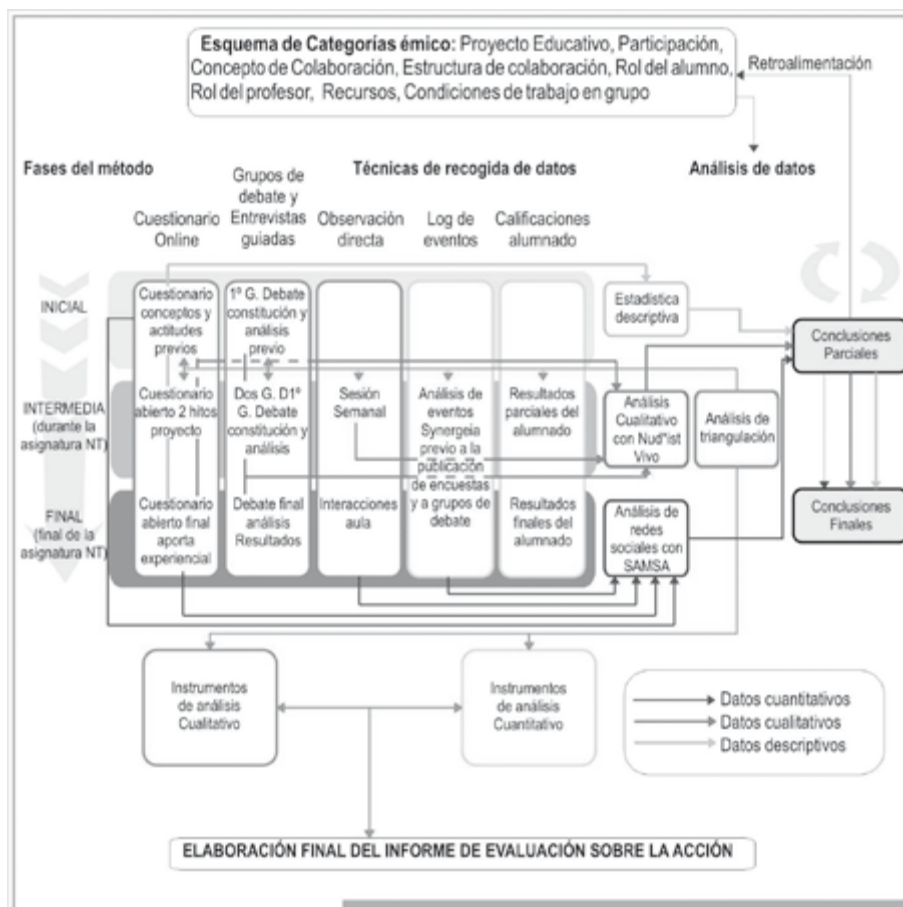 Esquema de Categorías émico: Proyecto Educativo, Participación,
Concepto de Colaboración, Estructura de colaboración, Rol del alumno,
Rol del profesor, Recursos, Condiciones de trabajo en grupo
Retroalimentación
Fases del método
Técnicas de recogida de datos
Análisis de datos
Cuestionario
Online
Grupos de
debate y
Entrevistas
guiadas
Observación
directa
Log de
eventos
Calificaciones
alumnado
INICIAL
Cuestionario
conceptos y
actitudes
previos
1º G. Debate
constitución y
análisis
previo
Estadística
descriptiva
Conclusiones
Parciales
INTERMEDIA
(durante la
asignatura NT)
Cuestionario
abierto 2 hitos
proyecto
Dos G. D1º
G. Debate
constitución y
análisis
Sesión
Semanal
Análisis de
eventos
Synergeia
previo a la
publicación
de encuestas
y a grupos de
debate
Resultados
parciales del
alumnado
Análisis
Cualitativo
con Nud"ist
Vivo
Análisis de
triangulación
FINAL
(final de la
asignatura NT)
Cuestionario
abierto final
aporta
experiencial
Debate final
análisis
Resultados
Interacciones
aula
Resultados
finales del
alumnado
Análisis de
redes
sociales con
SAMSA
Conclusiones
Finales
Instrumentos
de análisis
Cualitativo
Instrumentos
de análisis
Cuantitativo
Datos cuantitativos
Datos cualitativos
Datos descriptivos
ELABORACIÓN FINAL DEL INFORME DE EVALUACIÓN SOBRE LA ACCIÓN